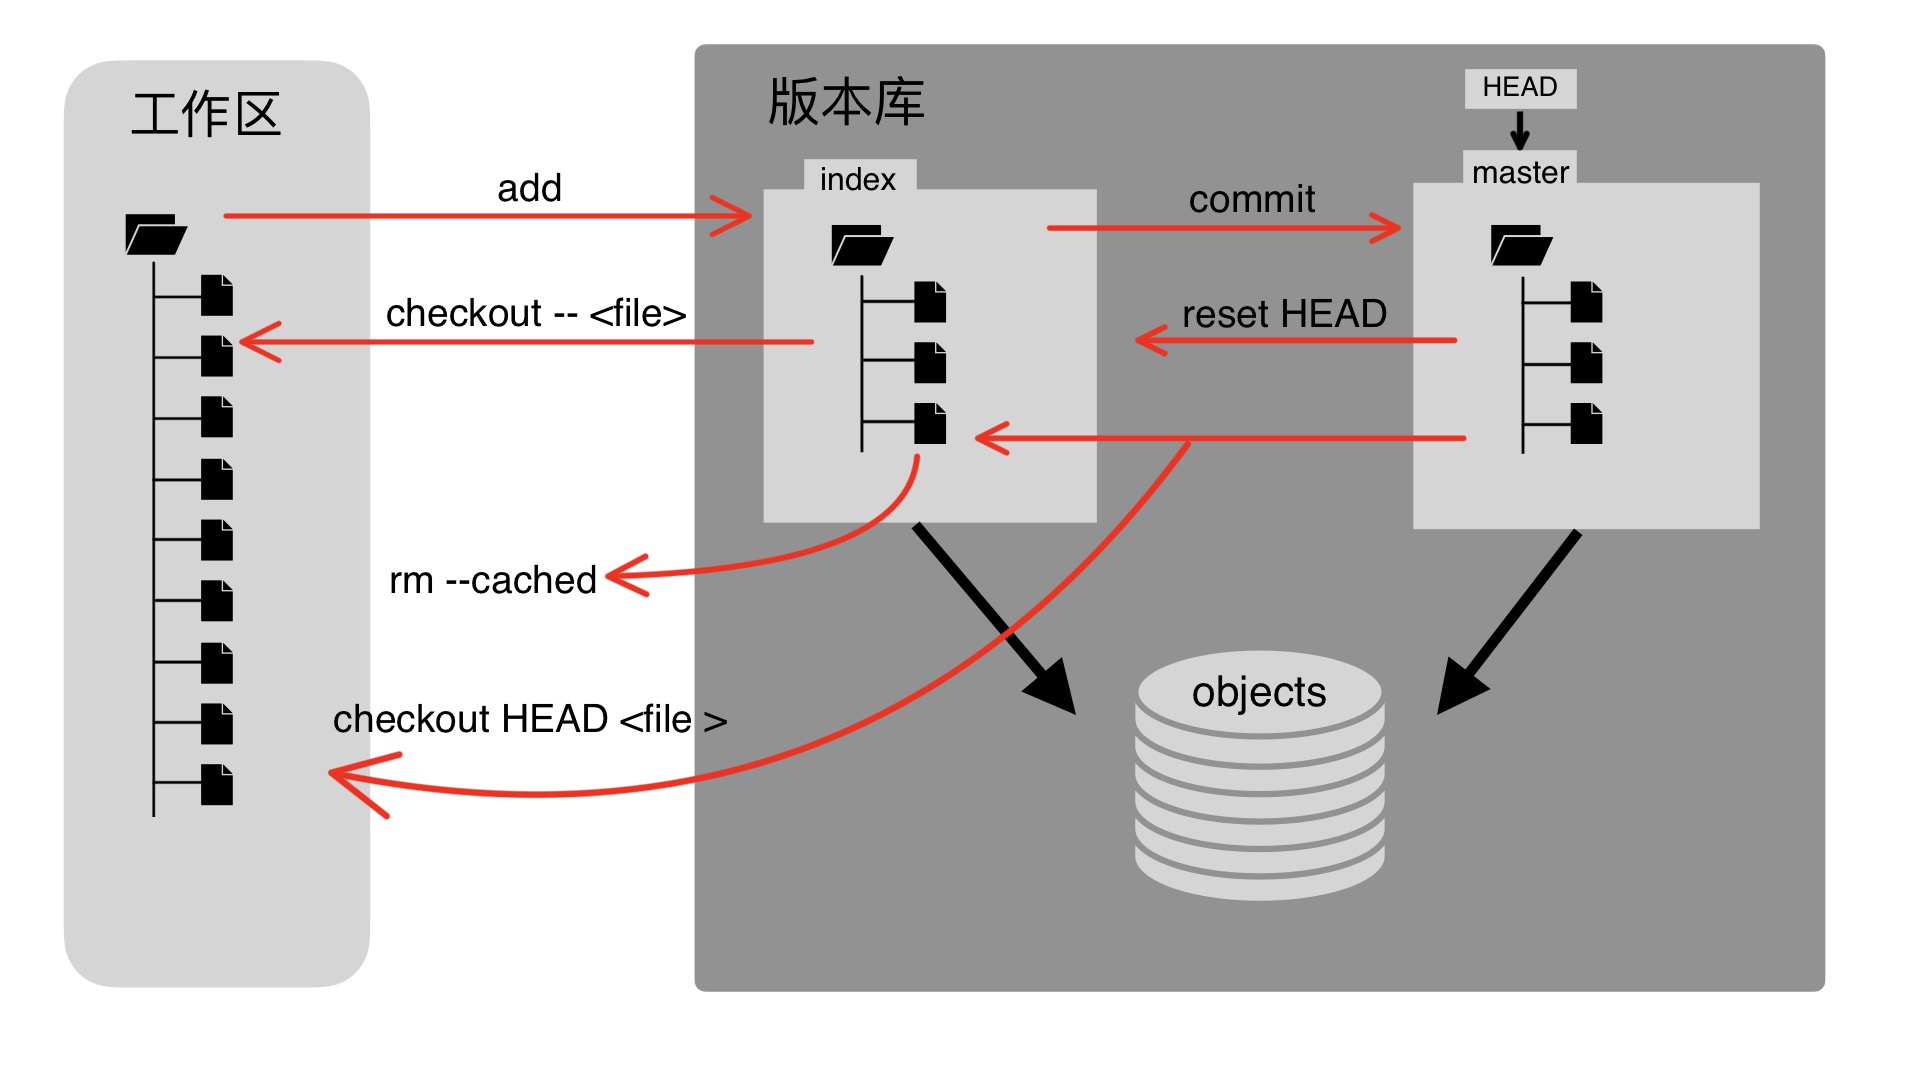 工作区
版本库
HEAD
master
index
add
commit
checkout -- <file>
reset HEAD
rm --cached
checkout HEAD <file >
objects